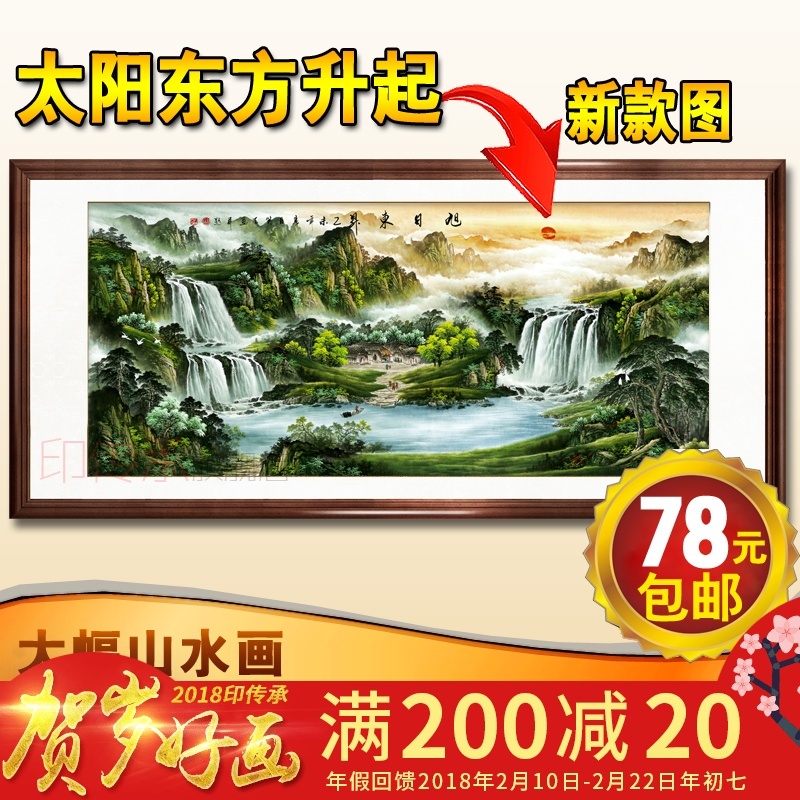 太阳东方升起
新款图
旭日東昇
78元
包邮
大幅山水画
2018印传承
贺岁好画
满200减20
年假回馈2018年2月10日-2月22日年初七